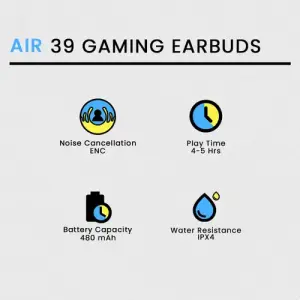 AIR 39 GAMING EARBUDS
Noise Cancellation
ENC
Play Time
4-5 Hrs
Battery Capacity
480 mAh
Water Resistance
IPX4